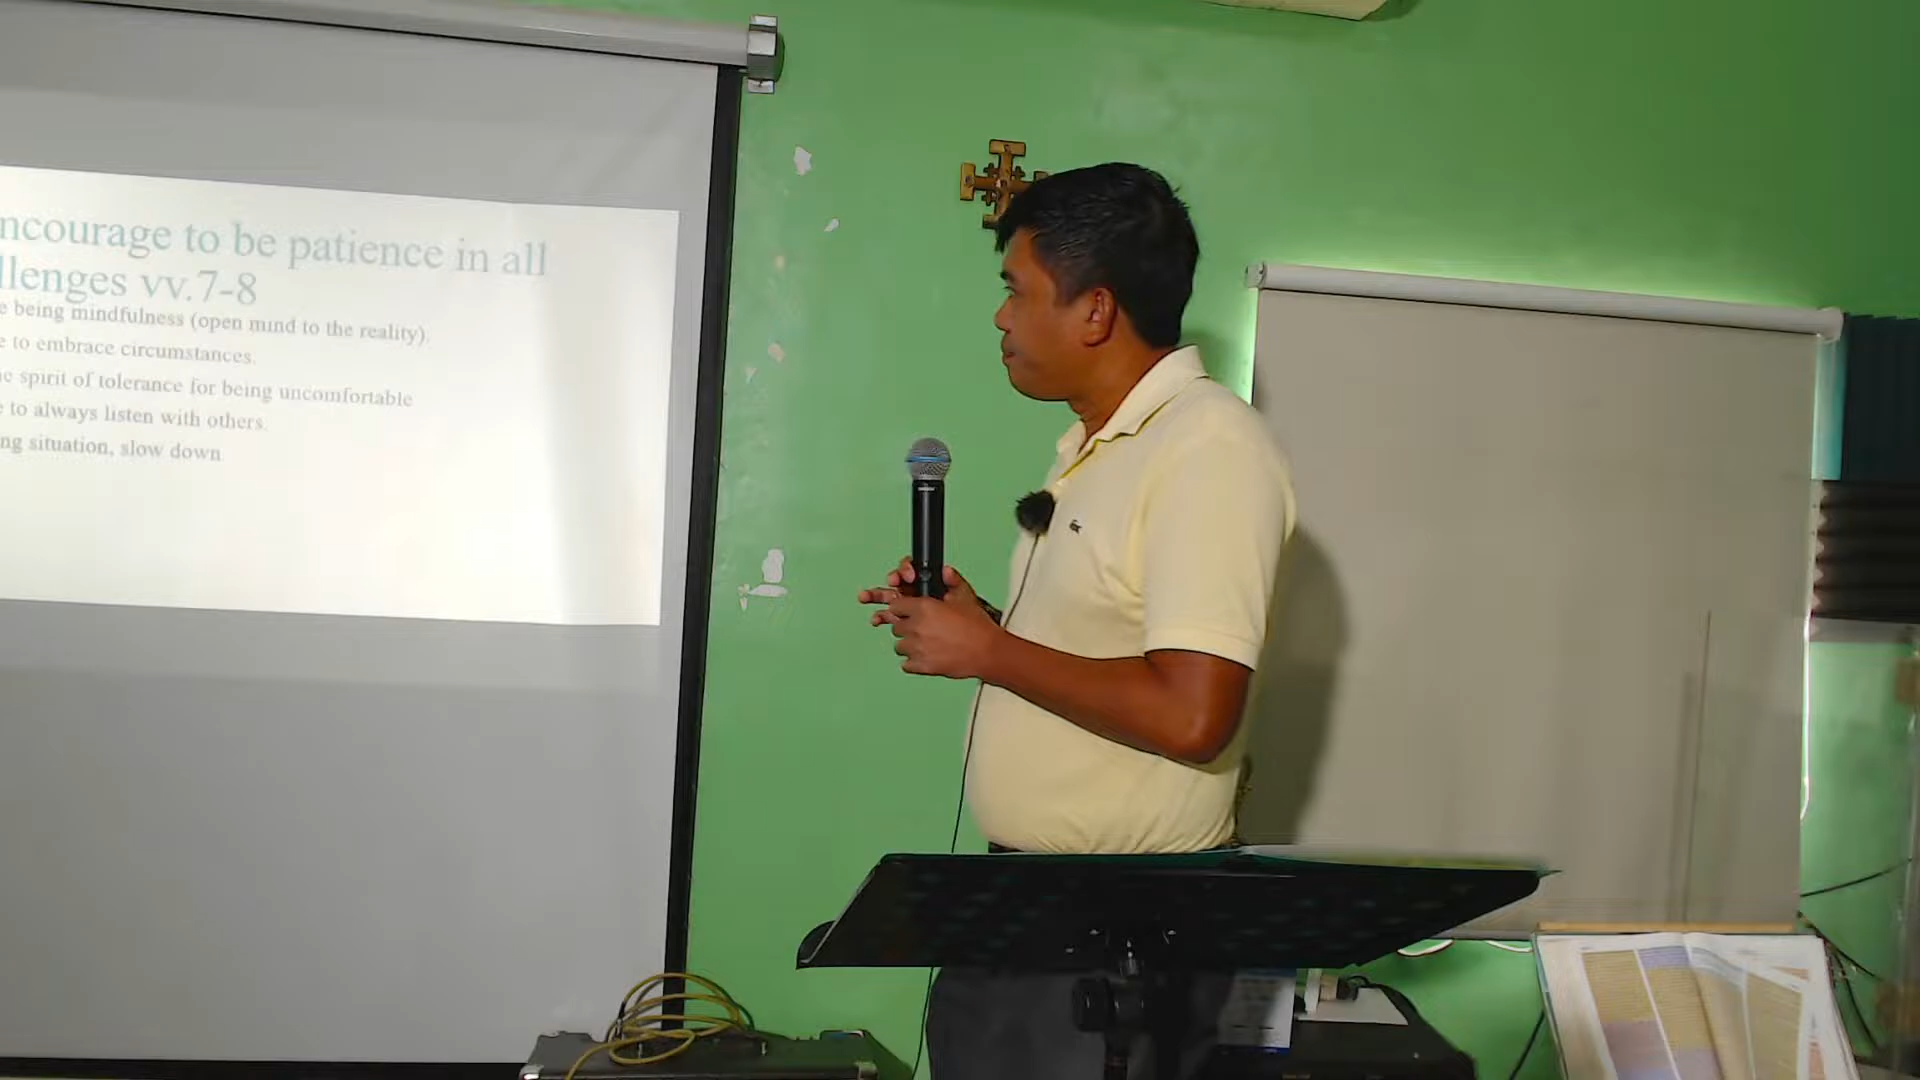 ncourage to be patience in all
llenges vv.7-8
e being mindfulness (open mind to the reality).
e to embrace circumstances.
e spirit of tolerance for being uncomfortable
e to always listen with others.
ng situation, slow down